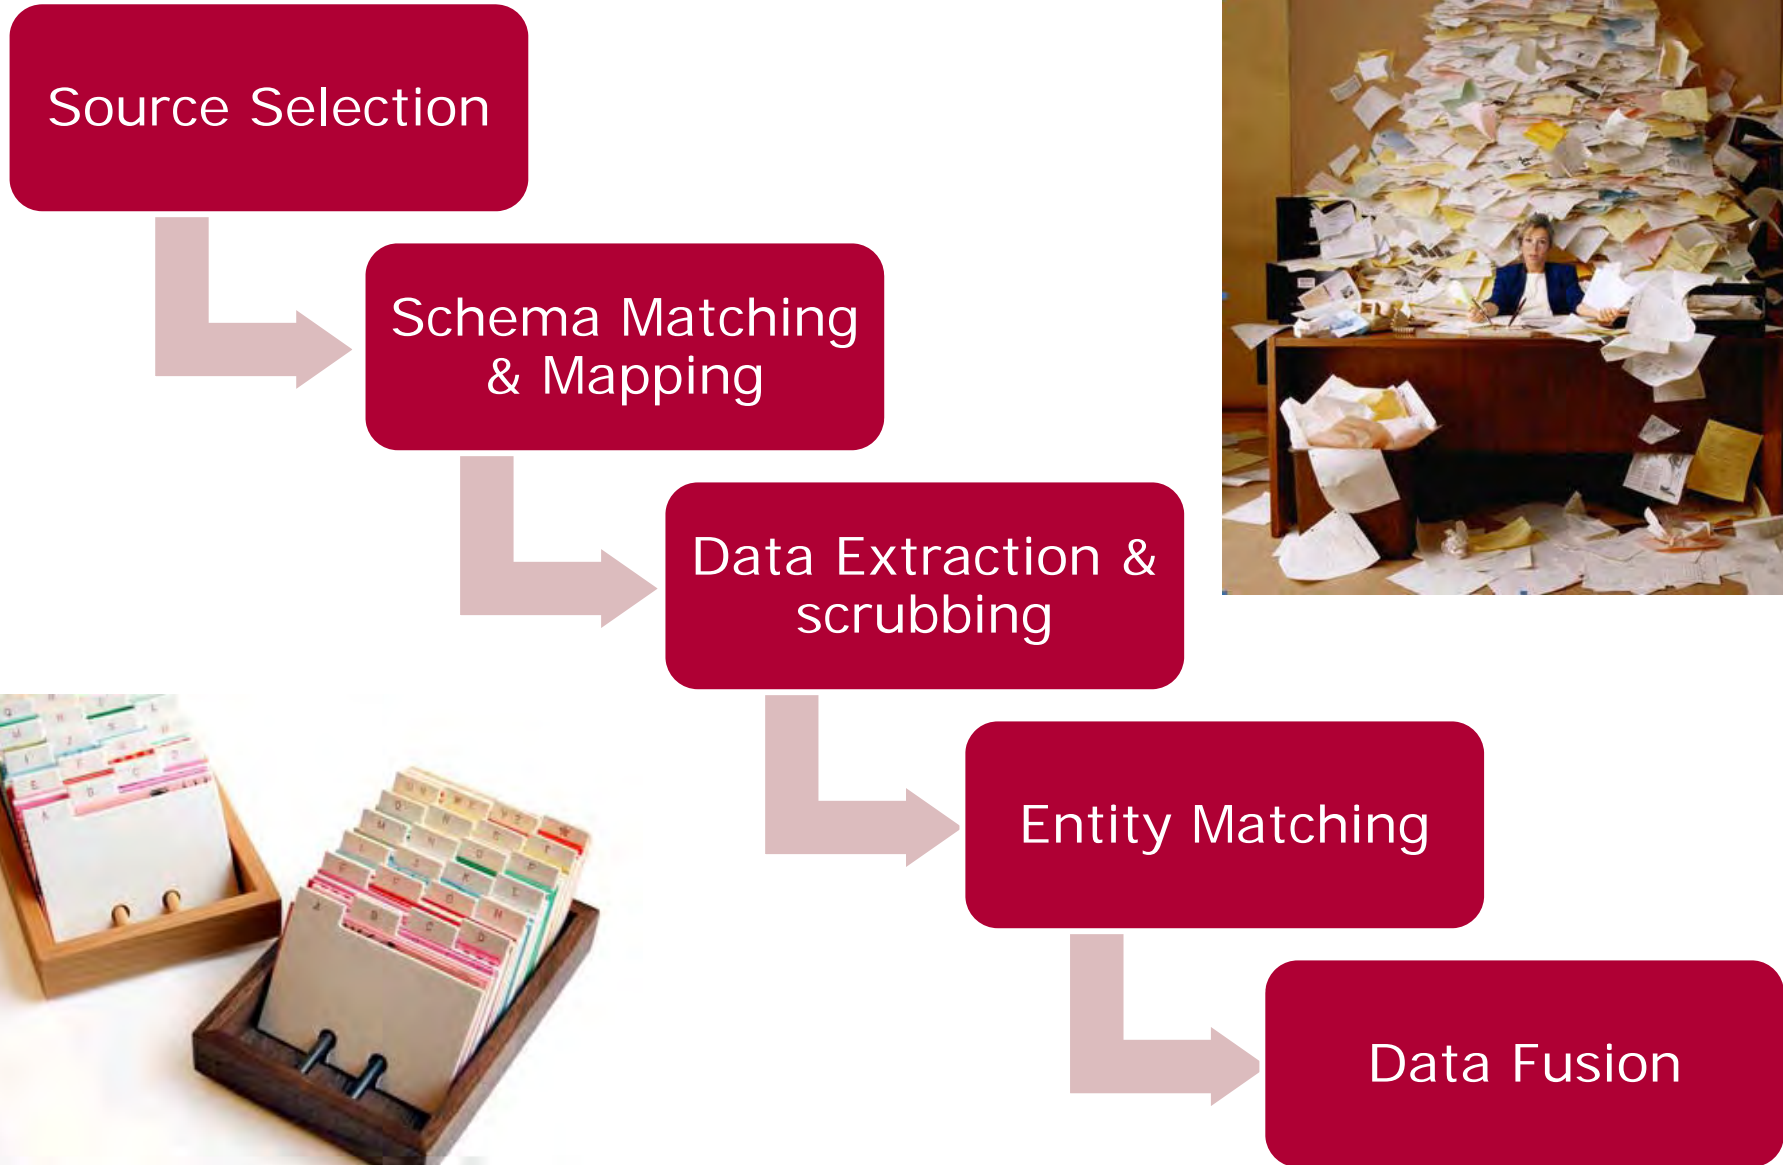 Source Selection
Schema Matching
& Mapping
Data Extraction &
scrubbing
Entity Matching
Data Fusion